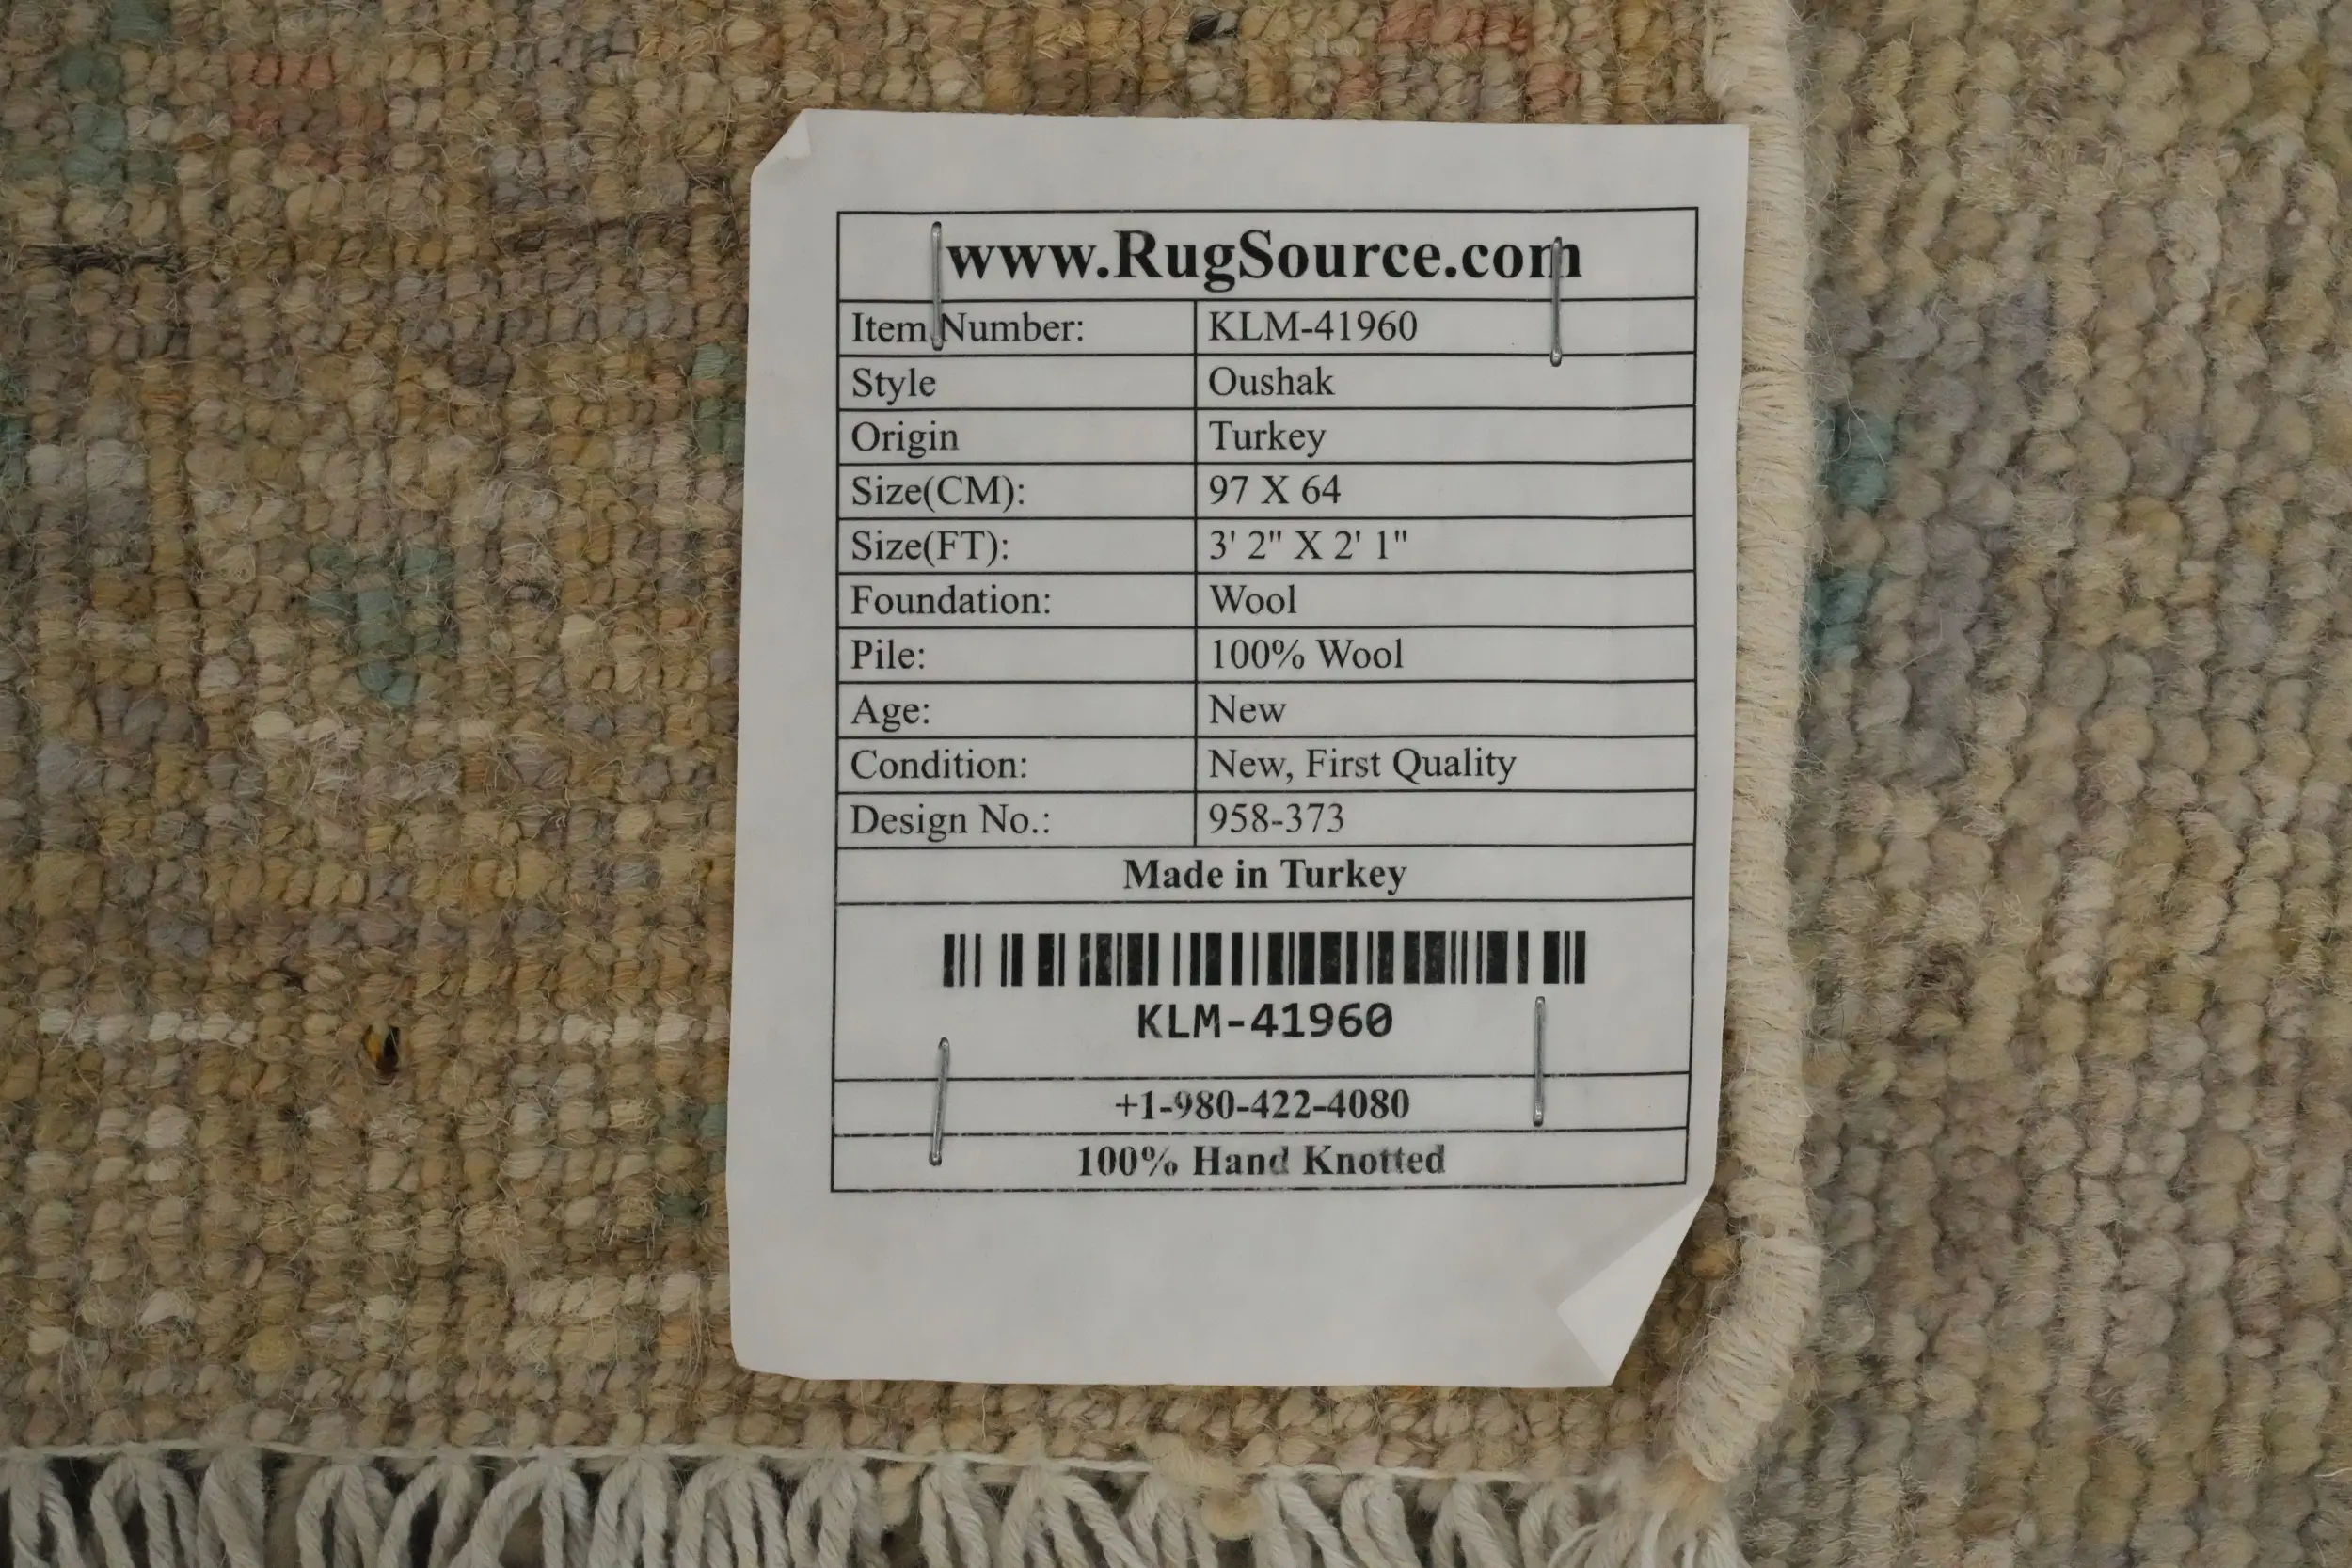 www.RugSource.com
Item Number: KLM-41960
Style Oushak
Origin Turkey
Size(CM): 97 X 64
Size(FT): 3' 2" X 2' 1"
Foundation: Wool
Pile: 100% Wool
Age: New
Condition: New, First Quality
Design No.: 958-373
Made in Turkey
KLM-41960
+1-980-422-4080
100% Hand Knotted